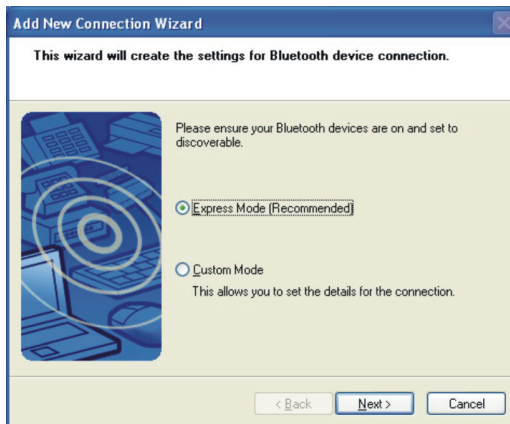 Add New Connection Wizard
This wizard will create the settings for Bluetooth device connection.
Please ensure your Bluetooth devices are on and set to
discoverable.
Express Mode (Recommended)
Custom Mode
This allows you to set the details for the connection.
< Back
Next >
Cancel